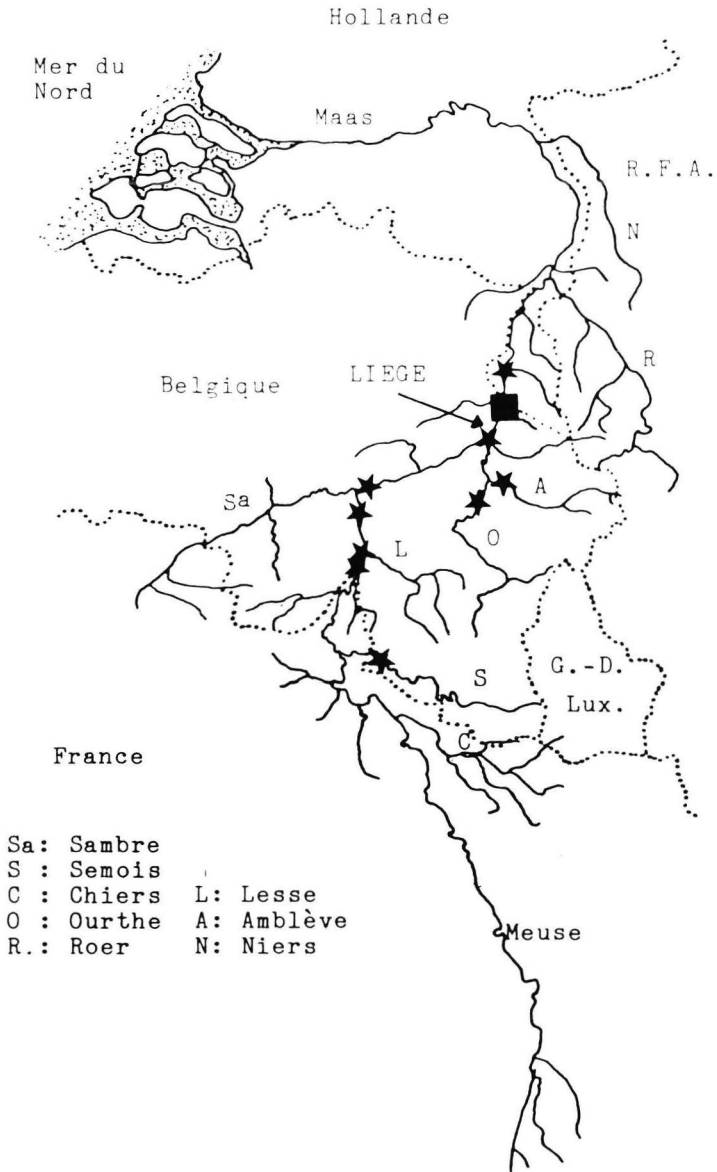 Hollande
Mer du
Nord
Maas
R.F.A.
N
R
Belgique
LIEGE
A
Sa
O
L
G.-D.
S
Lux.
C
France
Sa: Sambre
S : Semois
C : Chiers L: Lesse
O : Ourthe A: Amblève
R.: Roer N: Niers
Meuse